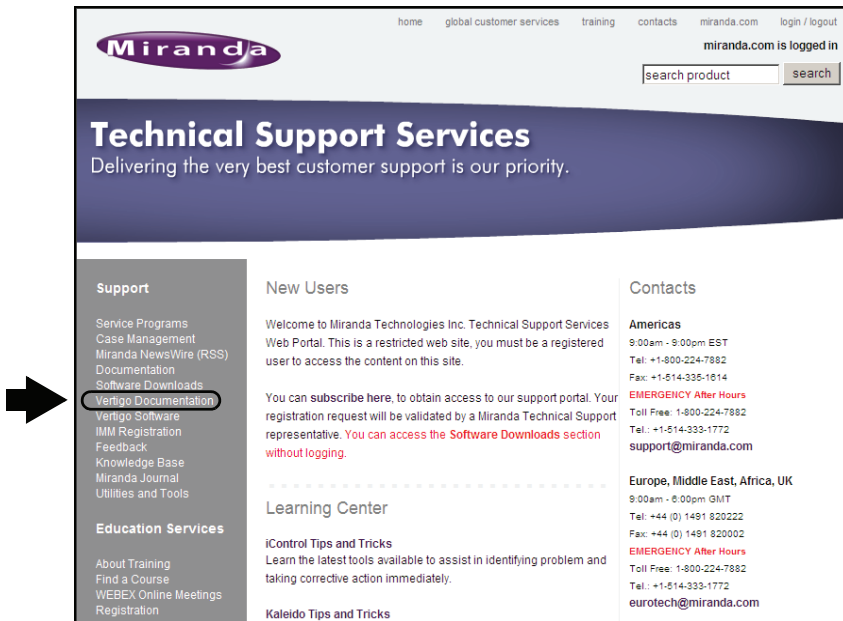 home global customer services training contacts miranda.com login / logout
Miranda
miranda.com is logged in
search product search
Technical Support Services
Delivering the very best customer support is our priority.
Support
Service Programs
Case Management
Miranda NewsWire (RSS)
Documentation
Software Downloads
Vertigo Documentation
Vertigo Software
IMM Registration
Feedback
Knowledge Base
Miranda Journal
Utilities and Tools
Education Services
About Training
Find a Course
WEBEX Online Meetings
Registration
New Users
Welcome to Miranda Technologies Inc. Technical Support Services
Web Portal. This is a restricted web site, you must be a registered
user to access the content on this site.
You can subscribe here, to obtain access to our support portal. Your
registration request will be validated by a Miranda Technical Support
representative. You can access the Software Downloads section
without logging.
Learning Center
iControl Tips and Tricks
Learn the latest tools available to assist in identifying problem and
taking corrective action immediately.
Kaleido Tips and Tricks
Contacts
Americas
9:00am - 9:00pm EST
Tel: +1-800-224-7882
Fax: +1-514-335-1614
EMERGENCY After Hours
Toll Free: 1-800-224-7882
Tel.: +1-514-333-1772
support@miranda.com
Europe, Middle East, Africa, UK
9:00am - 6:00pm GMT
Tel: +44 (0) 1491 820222
Fax: +44 (0) 1491 820002
EMERGENCY After Hours
Toll Free: 1-800-224-7882
Tel.: +1-514-333-1772
eurotech@miranda.com